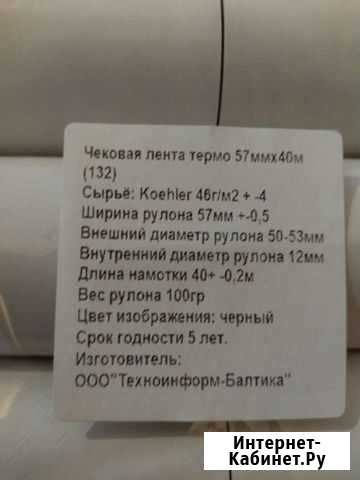 Чековая лента термо 57ммх40м
(132)
Сырьё: Koehler 46г/м2 + -4
Ширина рулона 57мм +-0,5
Внешний диаметр рулона 50-53мм
Внутренний диаметр рулона 12мм
Длина намотки 40+ -0,2м
Вес рулона 100гр
Цвет изображения: черный
Срок годности 5 лет.
Изготовитель:
ООО"Техноинформ-Балтика"
Интернет-
Кабинет.Ру